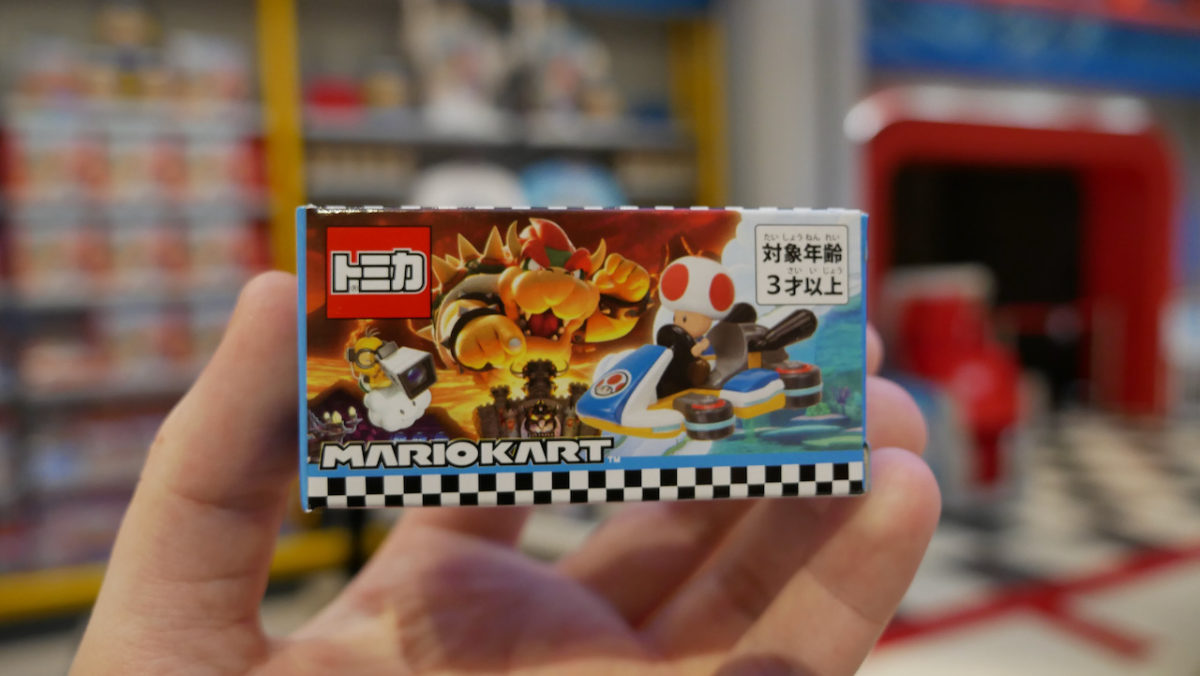 トミカ
たいしょうねんれい
対象年齢
さいいじょう
3才以上
MARIOKART™